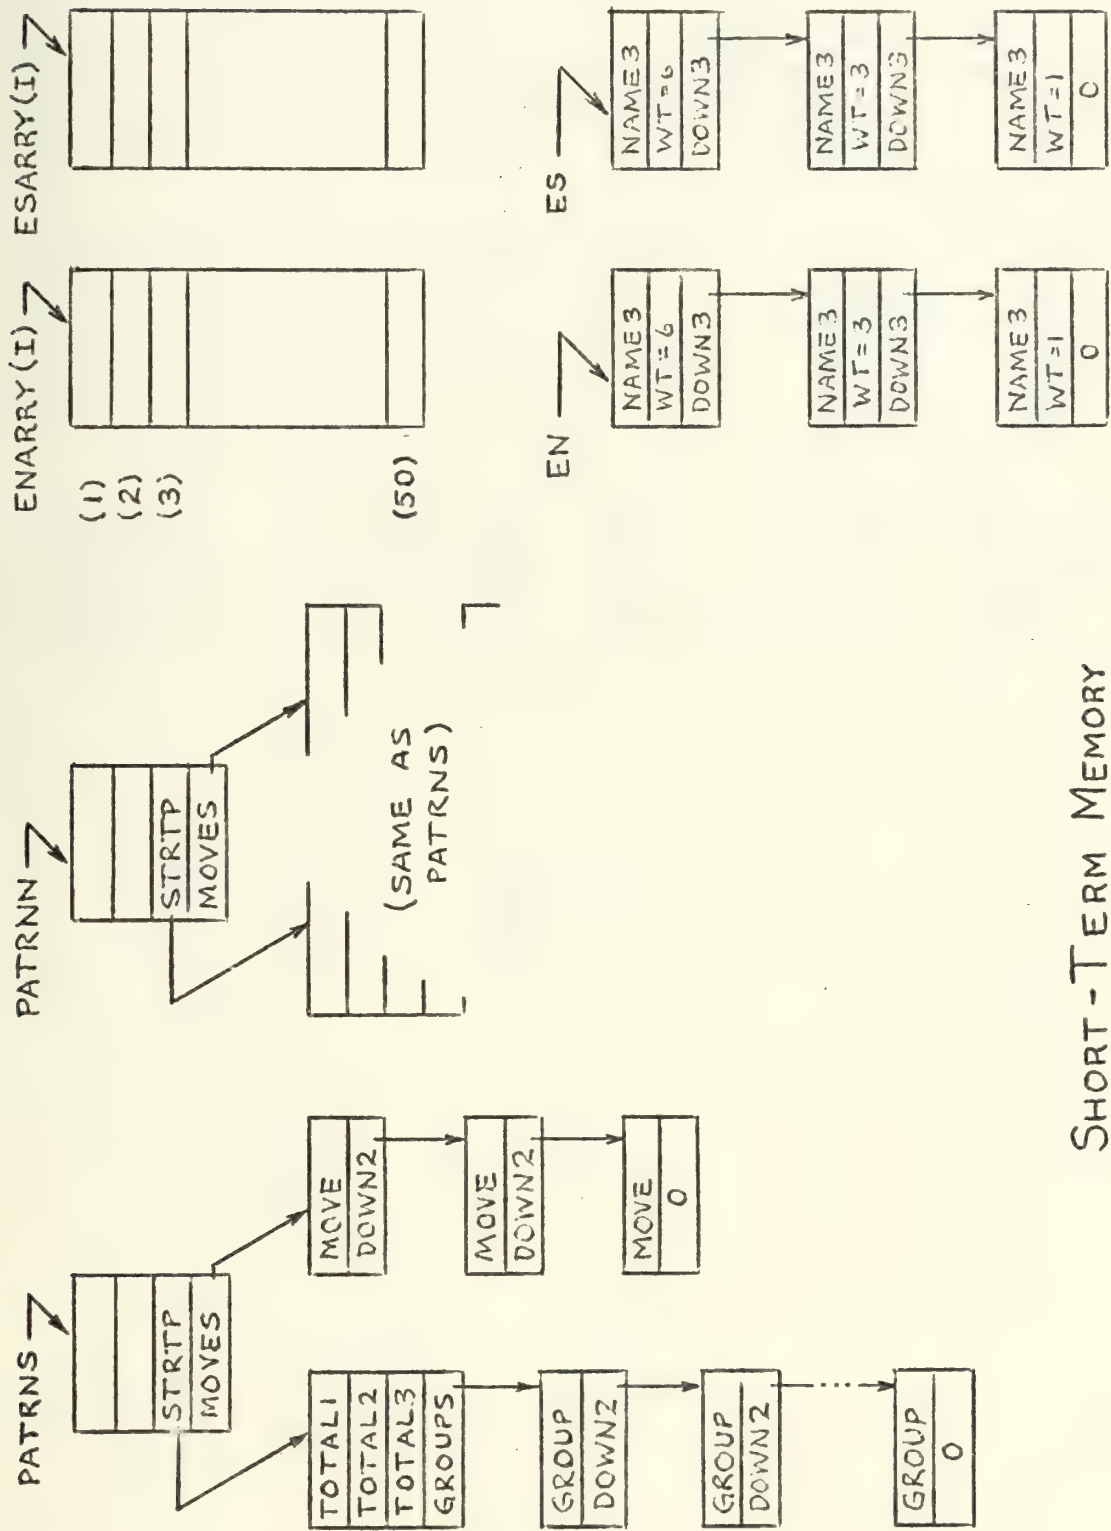 PATRNS
STRTP
MOVES
TOTAL1
TOTAL2
TOTAL3
GROUPS
GROUP
DOWN2
GROUP
DOWN2
GROUP
0
MOVE
DOWN2
MOVE
DOWN2
MOVE
0
PATRNN
STRTP
MOVES
(SAME AS
PATRNS)
ENARRY(I)
(1)
(2)
(3)
(50)
ESARRY(I)
EN
NAME3
WT=6
DOWN3
NAME3
WT=3
DOWN3
NAME3
WT=1
0
ES
NAME3
WT=6
DOWN3
NAME3
WT=3
DOWN3
NAME3
WT=1
0
SHORT-TERM MEMORY